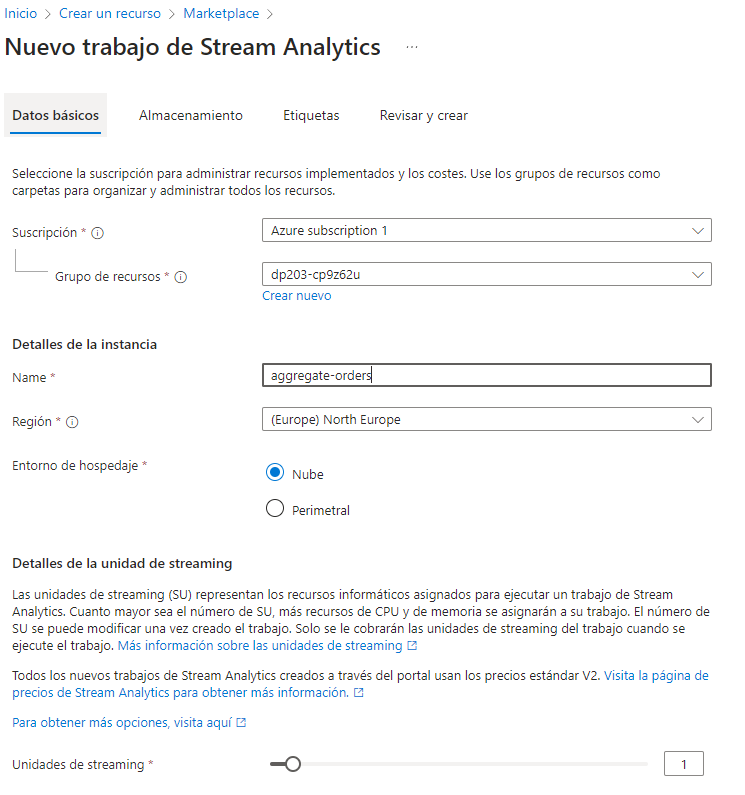 Inicio > Crear un recurso > Marketplace >
Nuevo trabajo de Stream Analytics ...
Datos básicos Almacenamiento Etiquetas Revisar y crear
Seleccione la suscripción para administrar recursos implementados y los costes. Use los grupos de recursos como
carpetas para organizar y administrar todos los recursos.
Suscripción * Azure subscription 1
Grupo de recursos * dp203-cp9z62u
Crear nuevo
Detalles de la instancia
Name * aggregate-orders
Región * (Europe) North Europe
Entorno de hospedaje * Nube
Perimetral
Detalles de la unidad de streaming
Las unidades de streaming (SU) representan los recursos informáticos asignados para ejecutar un trabajo de Stream
Analytics. Cuanto mayor sea el número de SU, más recursos de CPU y de memoria se asignarán a su trabajo. El número de
SU se puede modificar una vez creado el trabajo. Solo se le cobrarán las unidades de streaming del trabajo cuando se
ejecute el trabajo. Más información sobre las unidades de streaming
Todos los nuevos trabajos de Stream Analytics creados a través del portal usan los precios estándar V2. Visita la página de
precios de Stream Analytics para obtener más información.
Para obtener más opciones, visita aquí
Unidades de streaming * 1